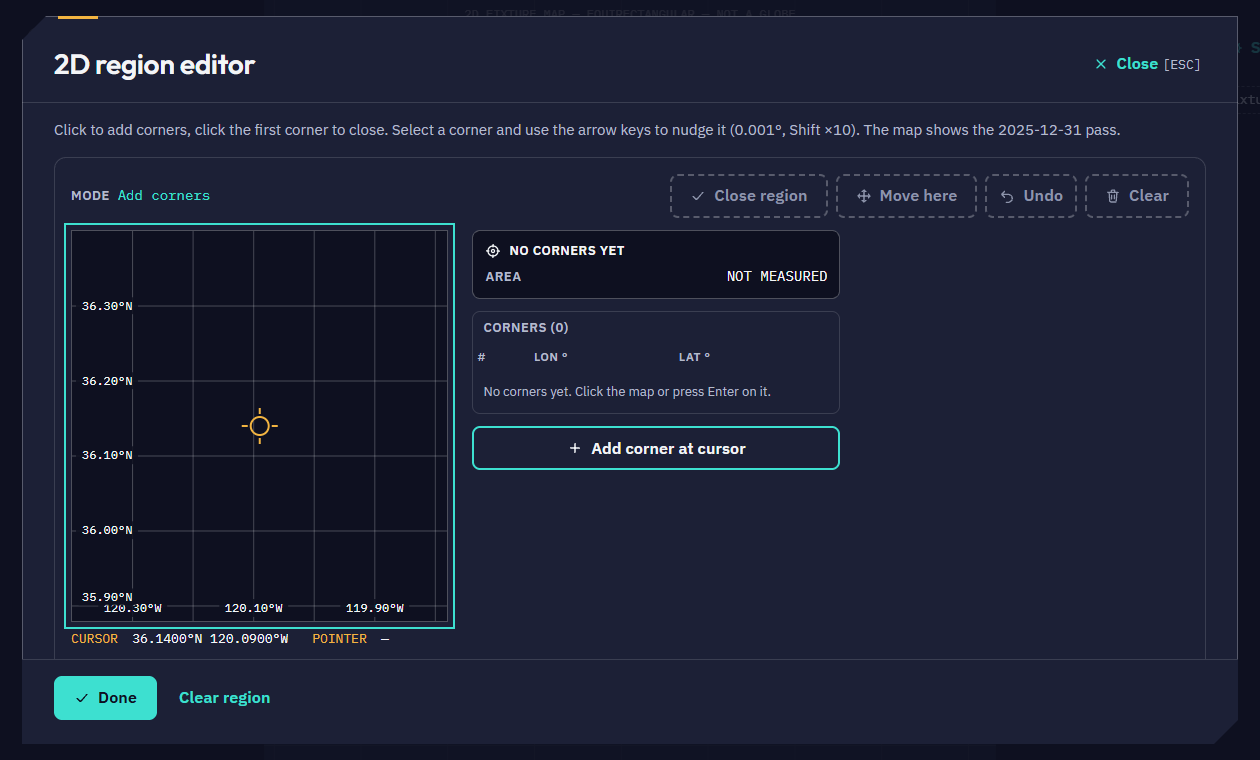 2D FIXTURE MAP — EQUIRECTANGULAR — NOT A GLOBE
2D region editor
Close [ESC]
Click to add corners, click the first corner to close. Select a corner and use the arrow keys to nudge it (0.001°, Shift ×10). The map shows the 2025-12-31 pass.
MODE Add corners
Close region
Move here
Undo
Clear
36.30°N
36.20°N
36.10°N
36.00°N
35.90°N
120.30°W 120.10°W 119.90°W
CURSOR 36.1400°N 120.0900°W POINTER —
NO CORNERS YET
AREA NOT MEASURED
CORNERS (0)
# LON ° LAT °
No corners yet. Click the map or press Enter on it.
+ Add corner at cursor
Done
Clear region